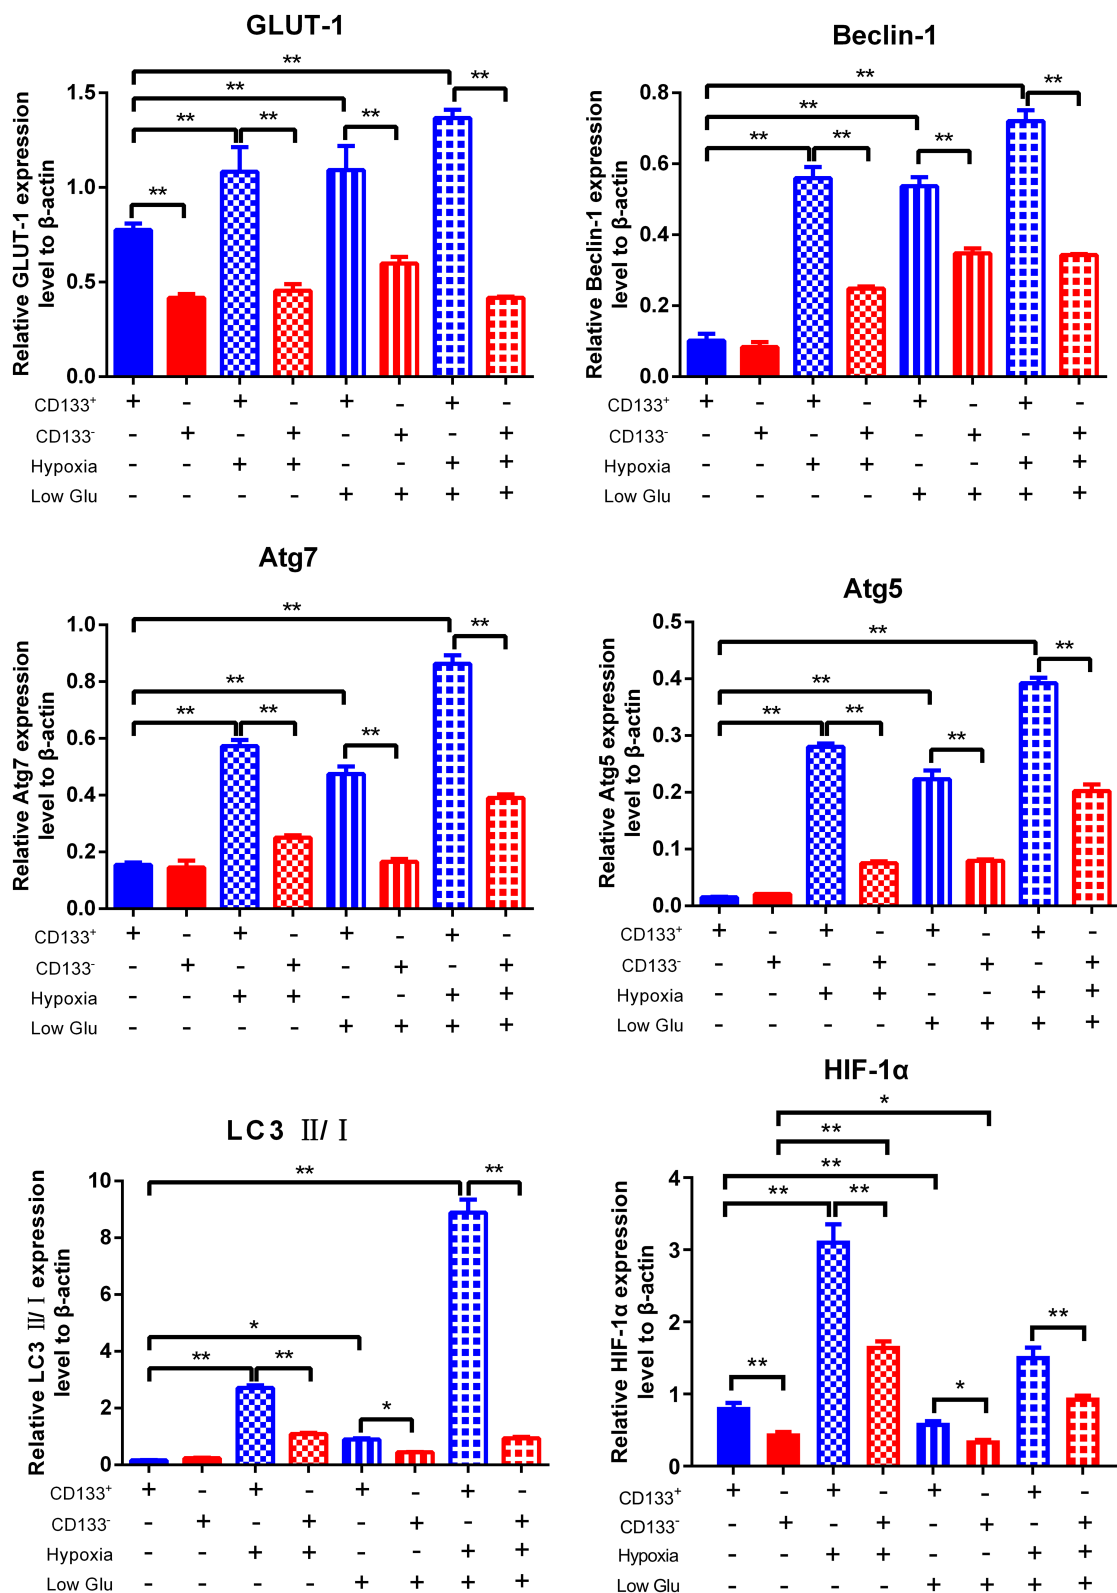 GLUT-1
**
**
**
**
**
**
**
Relative GLUT-1 expression
level to β-actin
1.5
1.0
0.5
0.0
CD133⁺ + - + - + - + -
CD133⁻ - + - + - + - +
Hypoxia - - + + - - + +
Low Glu - - - - + + + +
Beclin-1
**
**
**
**
**
**
Relative Beclin-1 expression
level to β-actin
0.8
0.6
0.4
0.2
0.0
CD133⁺ + - + - + - + -
CD133⁻ - + - + - + - +
Hypoxia - - + + - - + +
Low Glu - - - - + + + +
Atg7
**
**
**
**
**
**
Relative Atg7 expression
level to β-actin
1.0
0.8
0.6
0.4
0.2
0.0
CD133⁺ + - + - + - + -
CD133⁻ - + - + - + - +
Hypoxia - - + + - - + +
Low Glu - - - - + + + +
Atg5
**
**
**
**
**
**
Relative Atg5 expression
level to β-actin
0.5
0.4
0.3
0.2
0.1
0.0
CD133⁺ + - + - + - + -
CD133⁻ - + - + - + - +
Hypoxia - - + + - - + +
Low Glu - - - - + + + +
LC3 Ⅱ/Ⅰ
**
**
*
**
**
*
Relative LC3 Ⅱ/Ⅰ expression
level to β-actin
10
8
6
4
2
0
CD133⁺ + - + - + - + -
CD133⁻ - + - + - + - +
Hypoxia - - + + - - + +
Low Glu - - - - + + + +
HIF-1α
*
**
**
**
**
**
**
*
Relative HIF-1α expression
level to β-actin
4
3
2
1
0
CD133⁺ + - + - + - + -
CD133⁻ - + - + - + - +
Hypoxia - - + + - - + +
Low Glu - - - - + + + +